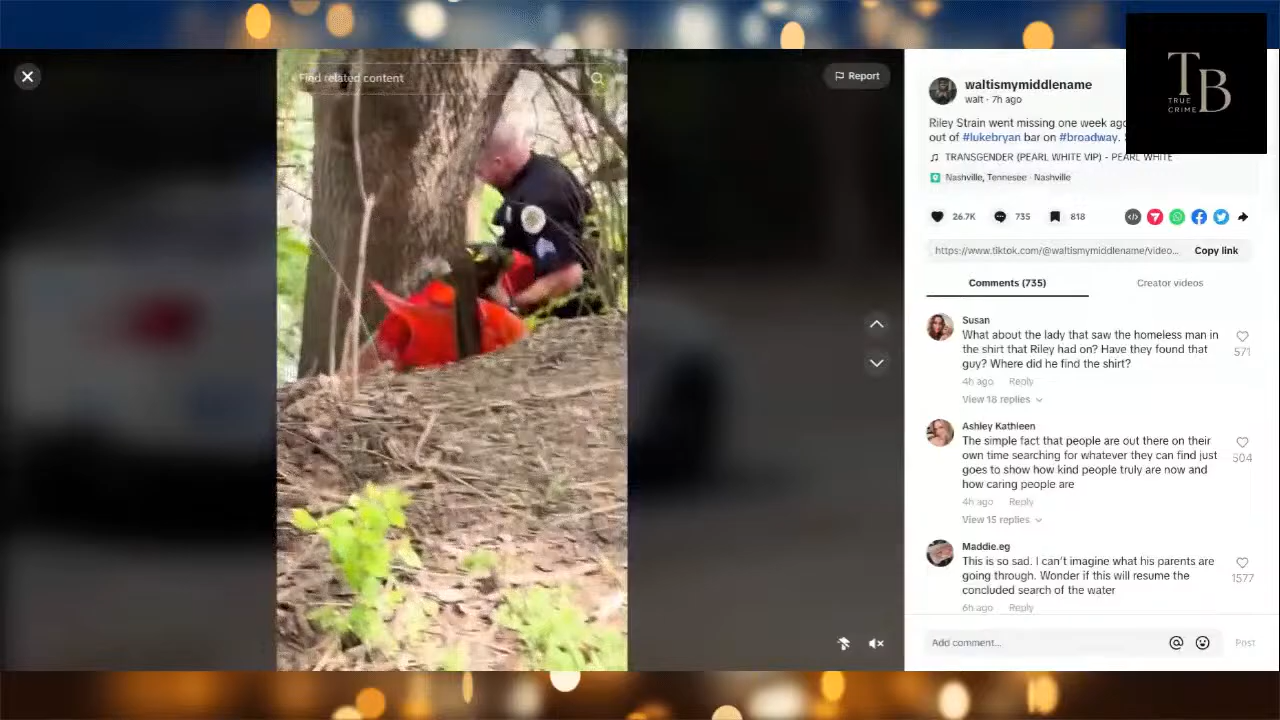 Find related content
Report
waltismymiddlename
walt · 7h ago
Riley Strain went missing one week ago
out of #lukebryan bar on #broadway.
TRANSGENDER (PEARL WHITE VIP) - PEARL WHITE
Nashville, Tennesee · Nashville
26.7K
735
818
https://www.tiktok.com/@waltismymiddlename/video...
Copy link
Comments (735)
Creator videos
Susan
What about the lady that saw the homeless man in
the shirt that Riley had on? Have they found that
guy? Where did he find the shirt?
571
4h ago Reply
View 18 replies
Ashley Kathleen
The simple fact that people are out there on their
own time searching for whatever they can find just
goes to show how kind people truly are now and
how caring people are
504
4h ago Reply
View 15 replies
Maddie.eg
This is so sad. I can't imagine what his parents are
going through. Wonder if this will resume the
concluded search of the water
1577
6h ago Reply
Add comment...
Post
TB
TRUE
CRIME